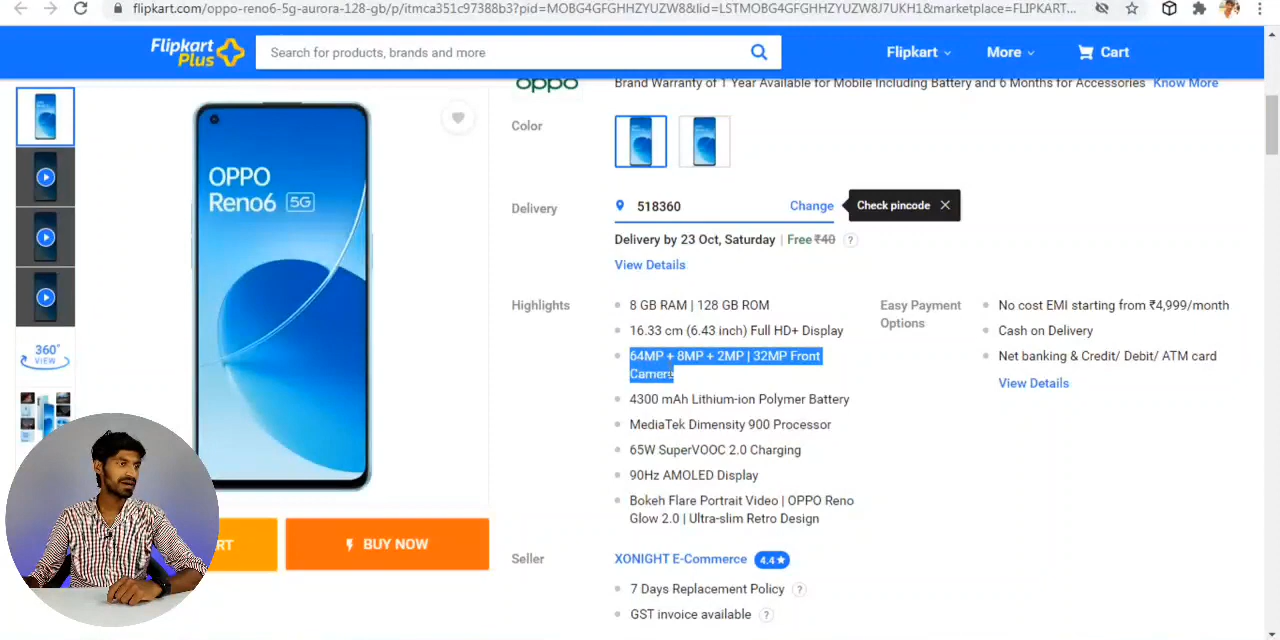 flipkart.com/oppo-reno6-5g-aurora-128-gb/p/itmca351c97388b3?pid=MOBG4GFGHHZYUZW8&lid=LSTMOBG4GFGHHZYUZW8J7UKH1&marketplace=FLIPKART...
Flipkart
Plus
Search for products, brands and more
Flipkart
More
Cart
oppo
Brand Warranty of 1 Year Available for Mobile Including Battery and 6 Months for Accessories Know More
Color
OPPO
Reno6 5G
Delivery
518360
Change
Check pincode
Delivery by 23 Oct, Saturday | Free ₹40 ?
View Details
Highlights
8 GB RAM | 128 GB ROM
16.33 cm (6.43 inch) Full HD+ Display
64MP + 8MP + 2MP | 32MP Front
Camera
4300 mAh Lithium-ion Polymer Battery
MediaTek Dimensity 900 Processor
65W SuperVOOC 2.0 Charging
90Hz AMOLED Display
Bokeh Flare Portrait Video | OPPO Reno
Glow 2.0 | Ultra-slim Retro Design
Easy Payment
Options
No cost EMI starting from ₹4,999/month
Cash on Delivery
Net banking & Credit/ Debit/ ATM card
View Details
360°
VIEW
RT
BUY NOW
Seller
XONIGHT E-Commerce 4.4★
7 Days Replacement Policy ?
GST invoice available ?